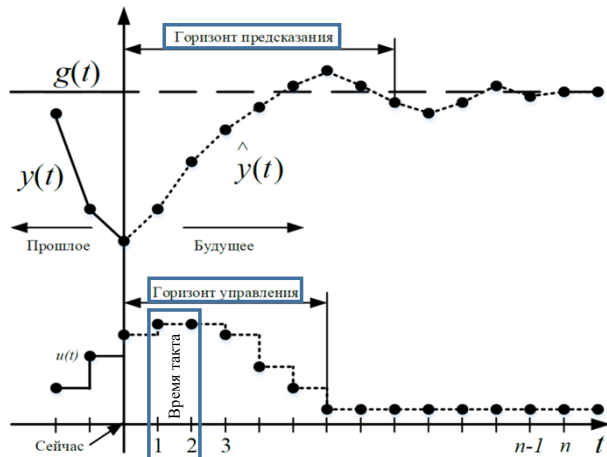 Горизонт предсказания
g(t)
y(t)
^
y(t)
Прошлое
Будущее
Горизонт управления
u(t)
Время такта
Сейчас
1
2
3
n-1
n
t